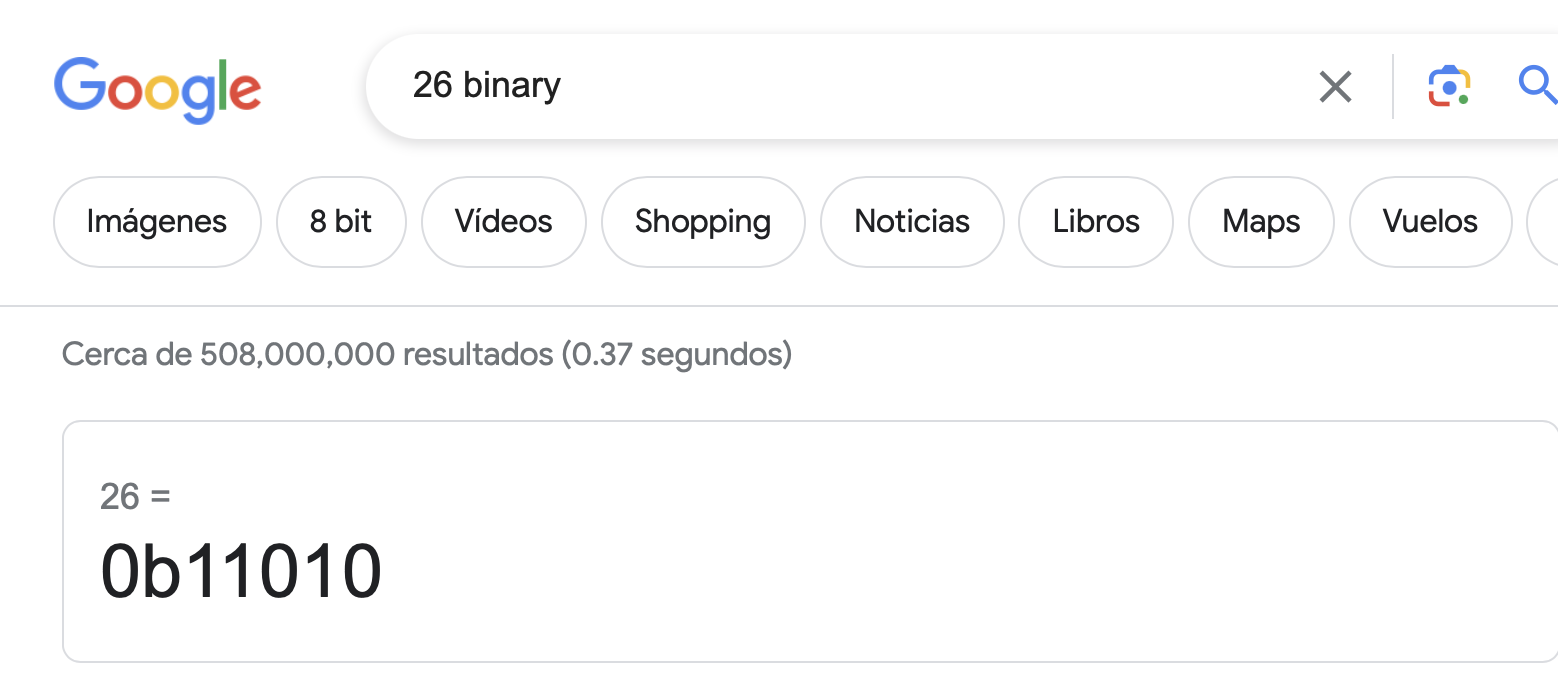 Google
26 binary
Imágenes 8 bit Vídeos Shopping Noticias Libros Maps Vuelos
Cerca de 508,000,000 resultados (0.37 segundos)
26 =
0b11010